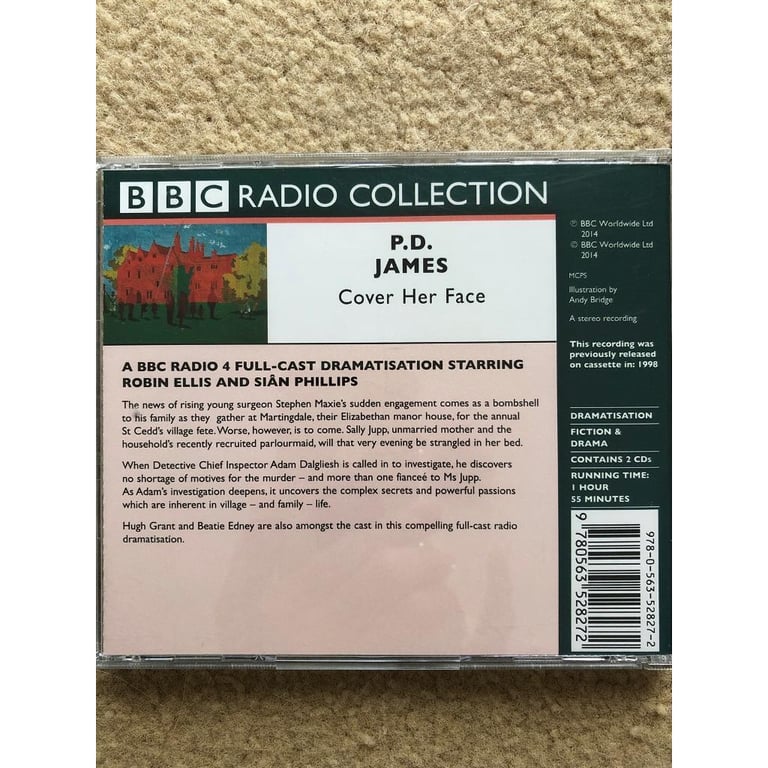 BBC RADIO COLLECTION
P.D.
JAMES
Cover Her Face
A BBC RADIO 4 FULL-CAST DRAMATISATION STARRING
ROBIN ELLIS AND SIÂN PHILLIPS
The news of rising young surgeon Stephen Maxie's sudden engagement comes as a bombshell
to his family as they gather at Martingdale, their Elizabethan manor house, for the annual
St Cedd's village fete. Worse, however, is to come. Sally Jupp, unmarried mother and the
household's recently recruited parlourmaid, will that very evening be strangled in her bed.
When Detective Chief Inspector Adam Dalgliesh is called in to investigate, he discovers
no shortage of motives for the murder – and more than one fianceé to Ms Jupp.
As Adam's investigation deepens, it uncovers the complex secrets and powerful passions
which are inherent in village – and family – life.
Hugh Grant and Beatie Edney are also amongst the cast in this compelling full-cast radio
dramatisation.
℗ BBC Worldwide Ltd
2014
© BBC Worldwide Ltd
2014
MCPS
Illustration by
Andy Bridge
A stereo recording
This recording was
previously released
on cassette in: 1998
DRAMATISATION
FICTION &
DRAMA
CONTAINS 2 CDs
RUNNING TIME:
1 HOUR
55 MINUTES
978-0-563-52827-2
9 780563 528272